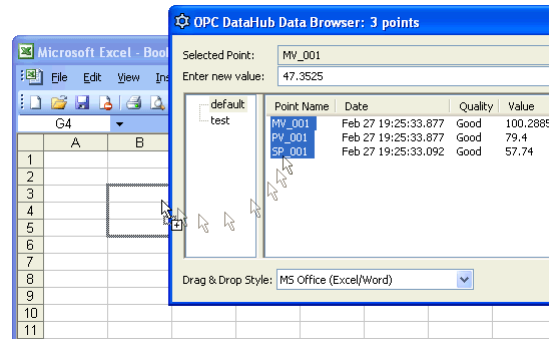 OPC DataHub Data Browser: 3 points
Microsoft Excel - Bool
Selected Point: MV_001
File Edit View Ins
Enter new value: 47.3525
G4
default
test
Point Name Date Quality Value
MV_001 Feb 27 19:25:33.877 Good 100.2885
PV_001 Feb 27 19:25:33.877 Good 79.4
SP_001 Feb 27 19:25:33.092 Good 57.74
A B
1
2
3
4
5
6
7
8
9
10
11
Drag & Drop Style: MS Office (Excel/Word)